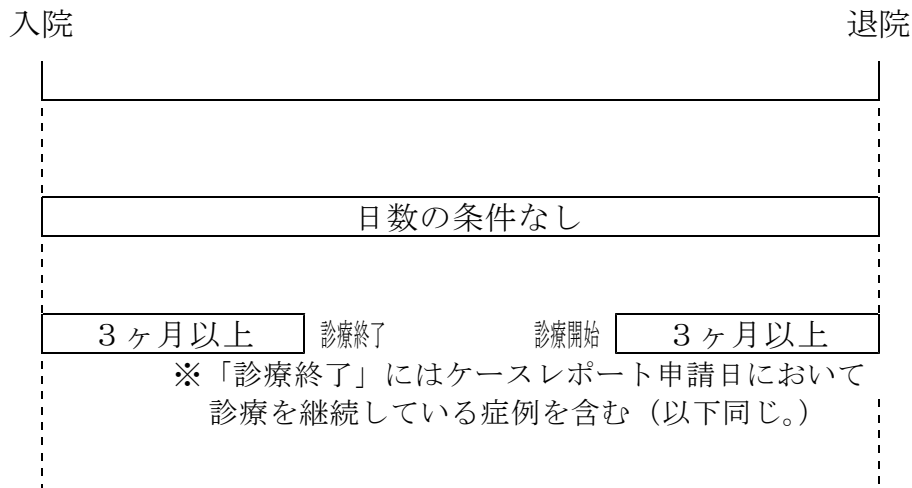 入院 退院
日数の条件なし
３ヶ月以上 診療終了 診療開始 ３ヶ月以上
※「診療終了」にはケースレポート申請日において
診療を継続している症例を含む（以下同じ。）